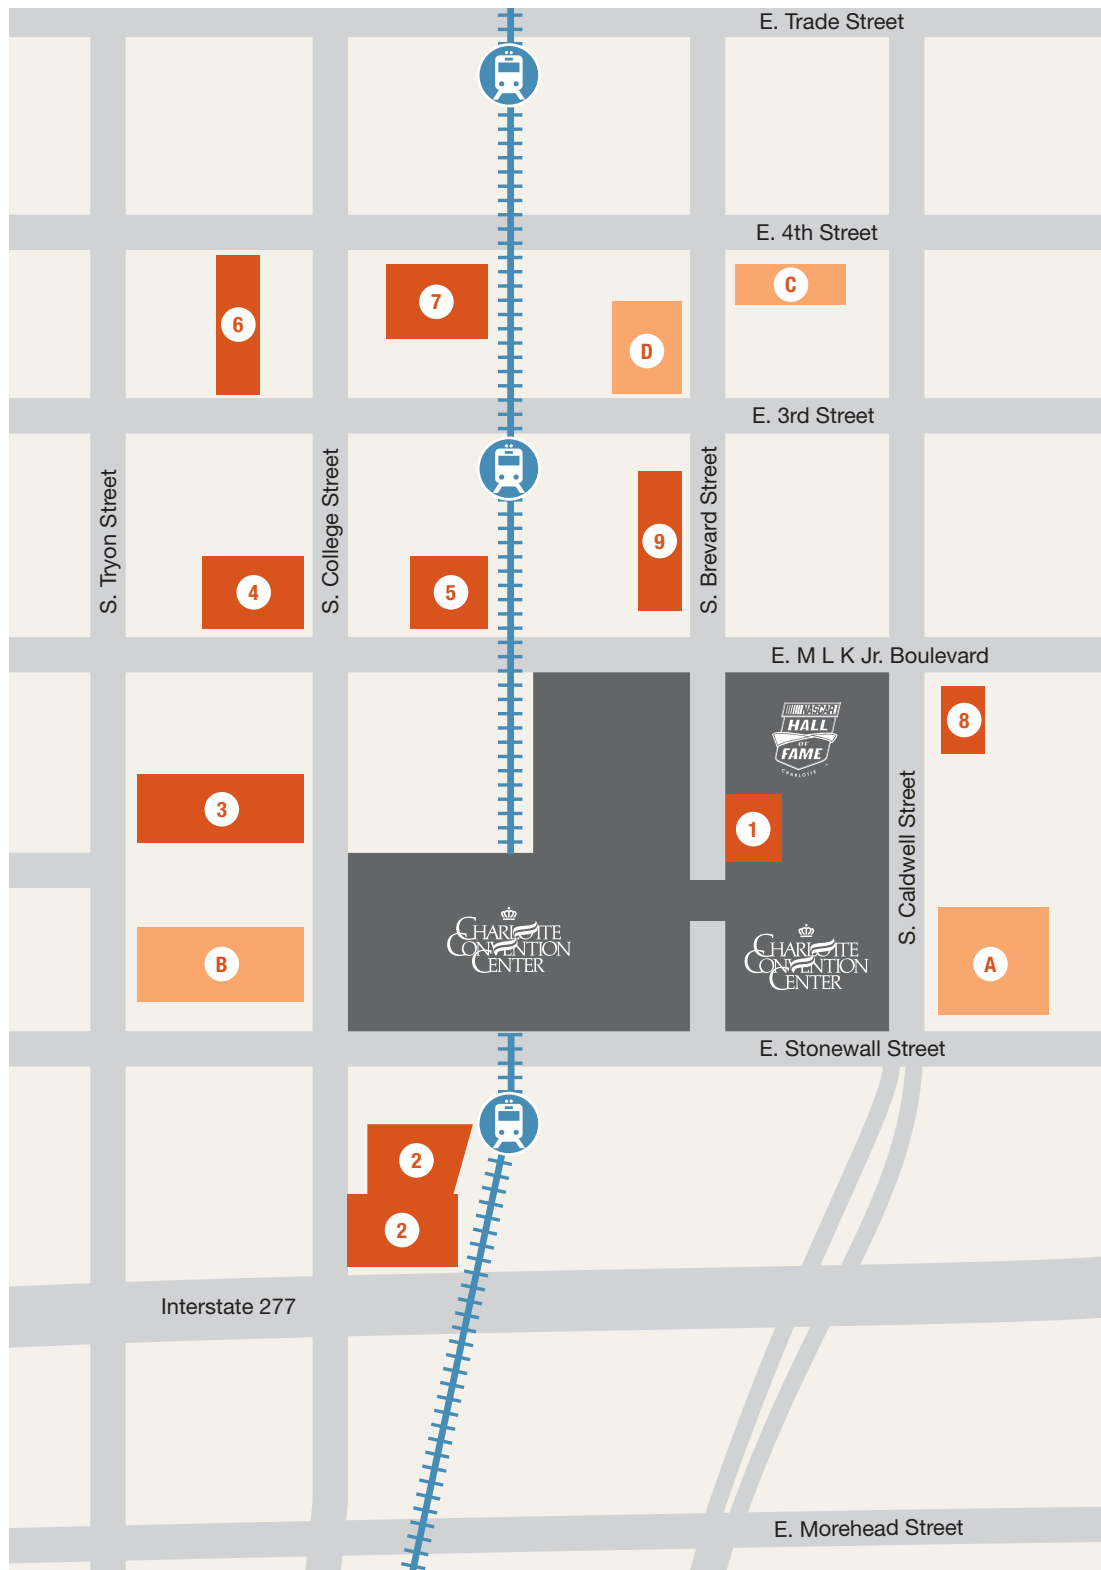 E. Trade Street
E. 4th Street
C
6
7
D
E. 3rd Street
S. Tryon Street
S. College Street
S. Brevard Street
9
4
5
E. M L K Jr. Boulevard
NASCAR
HALL
OF
FAME
CHARLOTTE
8
3
1
S. Caldwell Street
CHARLOTTE
CONVENTION
CENTER
CHARLOTTE
CONVENTION
CENTER
B
A
E. Stonewall Street
2
2
Interstate 277
E. Morehead Street